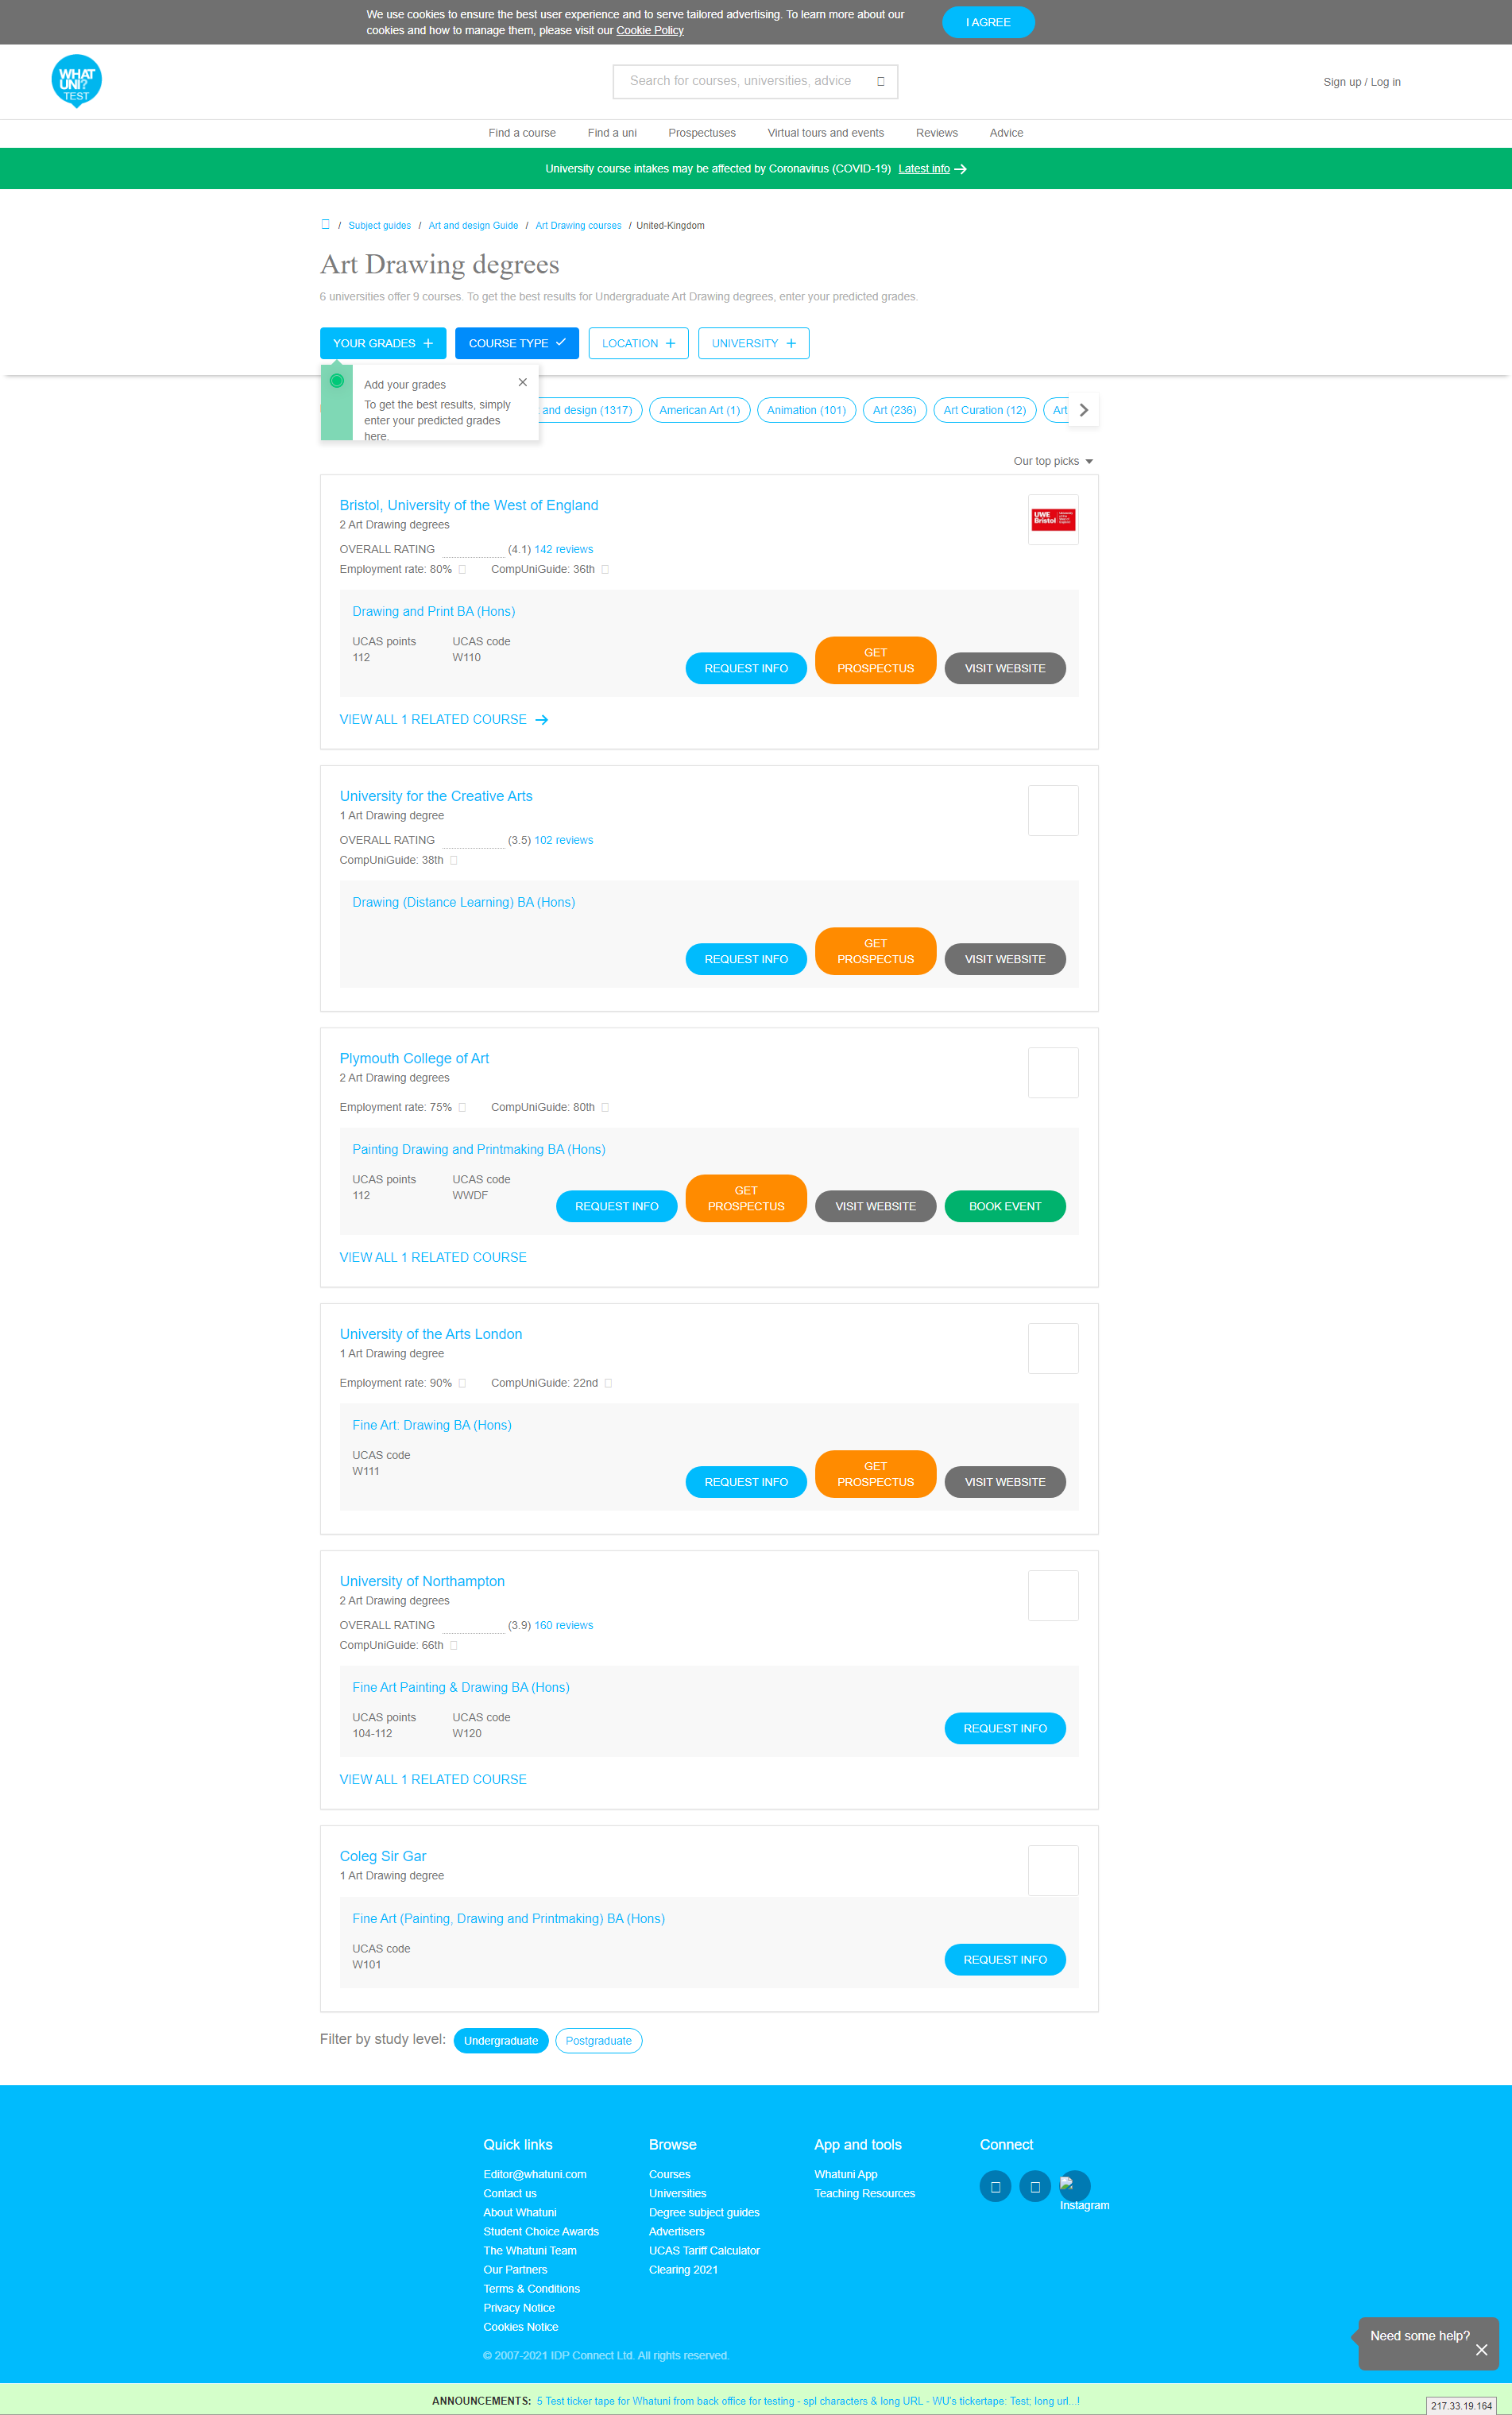 We use cookies to ensure the best user experience and to serve tailored advertising. To learn more about our
cookies and how to manage them, please visit our Cookie Policy
I AGREE
WHAT
UNI?
TEST
Search for courses, universities, advice
Sign up / Log in
Find a course Find a uni Prospectuses Virtual tours and events Reviews Advice
University course intakes may be affected by Coronavirus (COVID-19) Latest info
/ Subject guides / Art and design Guide / Art Drawing courses / United-Kingdom
Art Drawing degrees
6 universities offer 9 courses. To get the best results for Undergraduate Art Drawing degrees, enter your predicted grades.
YOUR GRADES COURSE TYPE LOCATION UNIVERSITY
Add your grades
To get the best results, simply
enter your predicted grades
here.
and design (1317) American Art (1) Animation (101) Art (236) Art Curation (12) Art
Our top picks
Bristol, University of the West of England
2 Art Drawing degrees
UWE
Bristol
OVERALL RATING (4.1) 142 reviews
Employment rate: 80% CompUniGuide: 36th
Drawing and Print BA (Hons)
UCAS points UCAS code
112 W110
REQUEST INFO GET PROSPECTUS VISIT WEBSITE
VIEW ALL 1 RELATED COURSE
University for the Creative Arts
1 Art Drawing degree
OVERALL RATING (3.5) 102 reviews
CompUniGuide: 38th
Drawing (Distance Learning) BA (Hons)
REQUEST INFO GET PROSPECTUS VISIT WEBSITE
Plymouth College of Art
2 Art Drawing degrees
Employment rate: 75% CompUniGuide: 80th
Painting Drawing and Printmaking BA (Hons)
UCAS points UCAS code
112 WWDF
REQUEST INFO GET PROSPECTUS VISIT WEBSITE BOOK EVENT
VIEW ALL 1 RELATED COURSE
University of the Arts London
1 Art Drawing degree
Employment rate: 90% CompUniGuide: 22nd
Fine Art: Drawing BA (Hons)
UCAS code
W111
REQUEST INFO GET PROSPECTUS VISIT WEBSITE
University of Northampton
2 Art Drawing degrees
OVERALL RATING (3.9) 160 reviews
CompUniGuide: 66th
Fine Art Painting & Drawing BA (Hons)
UCAS points UCAS code
104-112 W120
REQUEST INFO
VIEW ALL 1 RELATED COURSE
Coleg Sir Gar
1 Art Drawing degree
Fine Art (Painting, Drawing and Printmaking) BA (Hons)
UCAS code
W101
REQUEST INFO
Filter by study level: Undergraduate Postgraduate
Quick links
Editor@whatuni.com
Contact us
About Whatuni
Student Choice Awards
The Whatuni Team
Our Partners
Terms & Conditions
Privacy Notice
Cookies Notice
Browse
Courses
Universities
Degree subject guides
Advertisers
UCAS Tariff Calculator
Clearing 2021
App and tools
Whatuni App
Teaching Resources
Connect
Instagram
© 2007-2021 IDP Connect Ltd. All rights reserved.
Need some help?
ANNOUNCEMENTS: 5 Test ticker tape for Whatuni from back office for testing - spl characters & long URL - WU's tickertape: Test; long url...!
217.33.19.164